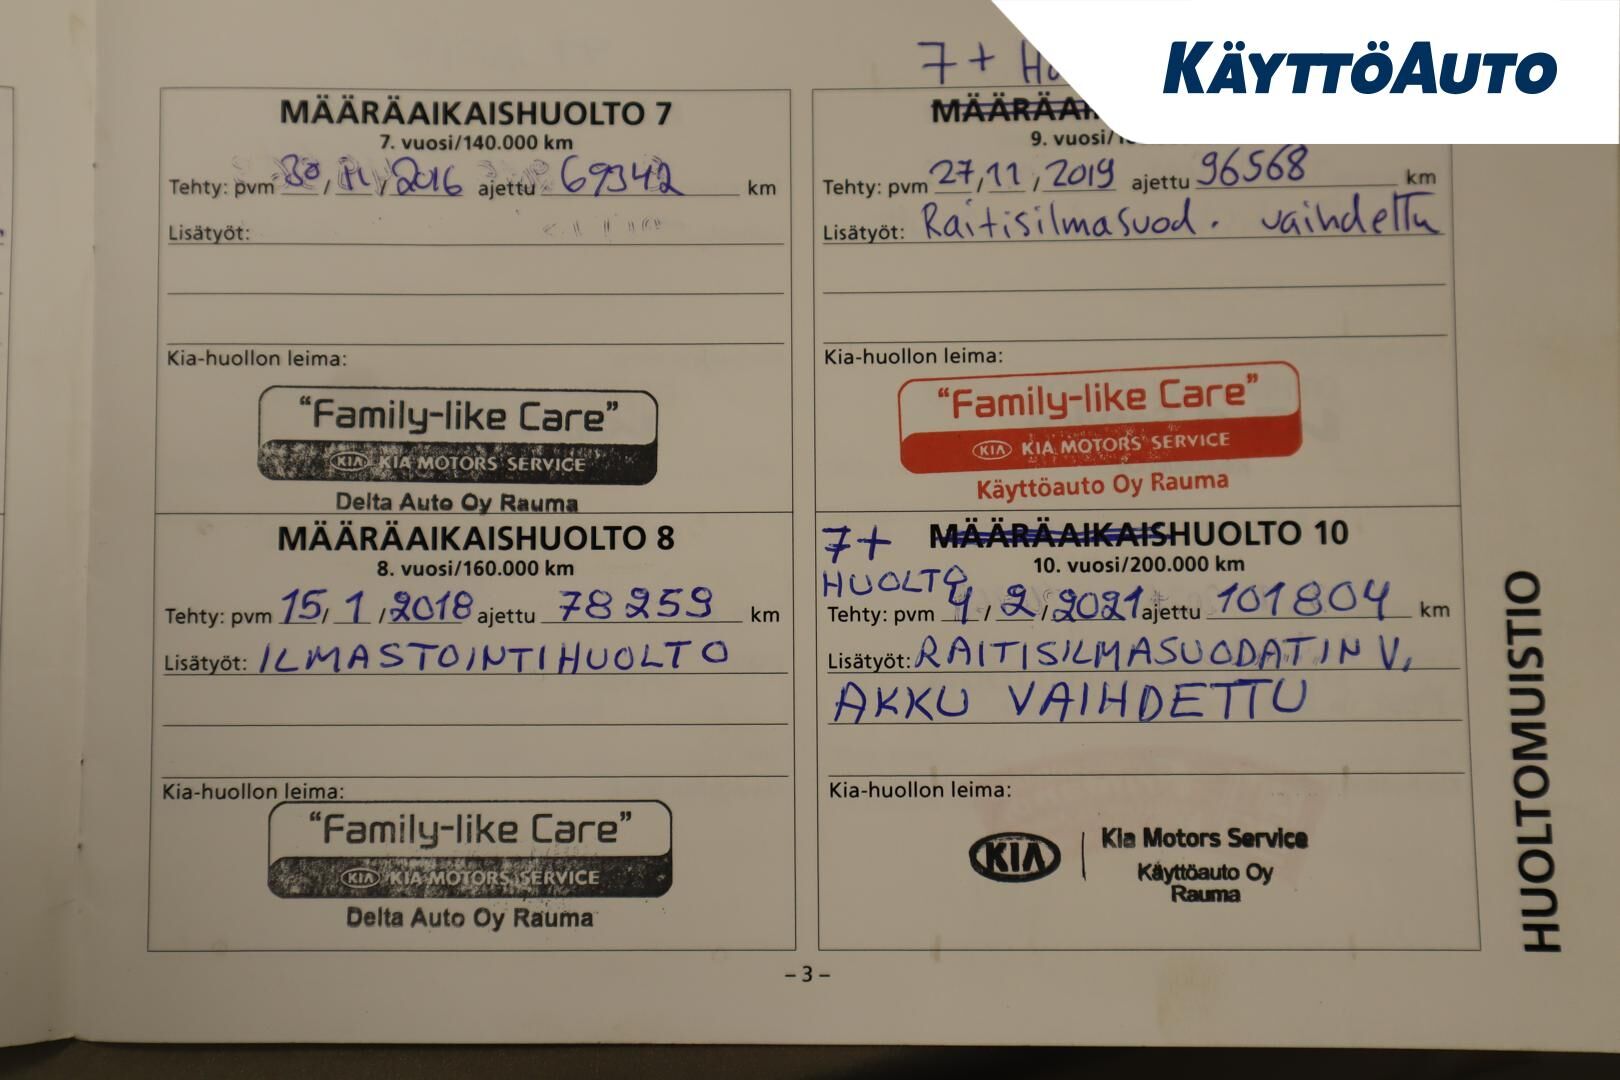 KÄYTTÖAUTO
7+
MÄÄRÄAIKAISHUOLTO 7
7. vuosi/140.000 km
Tehty: pvm 30/11/2016 ajettu 69342 km
Lisätyöt:
Kia-huollon leima:
"Family-like Care"
KIA KIA MOTORS SERVICE
Delta Auto Oy Rauma
MÄÄRÄAIKAISHUOLTO 8
8. vuosi/160.000 km
Tehty: pvm 15/1/2018 ajettu 78259 km
Lisätyöt: ILMASTOINTIHUOLTO
Kia-huollon leima:
"Family-like Care"
KIA KIA MOTORS SERVICE
Delta Auto Oy Rauma
9. vuosi/
Tehty: pvm 27/11/2019 ajettu 96568 km
Lisätyöt: Raitisilmasuod. vaihdettu
Kia-huollon leima:
"Family-like Care"
KIA KIA MOTORS SERVICE
Käyttöauto Oy Rauma
7+ MÄÄRÄAIKAISHUOLTO 10
HUOLTO
10. vuosi/200.000 km
Tehty: pvm 4/2/2021 ajettu 101804 km
Lisätyöt: RAITISILMASUODATIN V,
AKKU VAIHDETTU
Kia-huollon leima:
KIA Kia Motors Service
Käyttöauto Oy
Rauma
HUOLTOMUISTIO
– 3 –